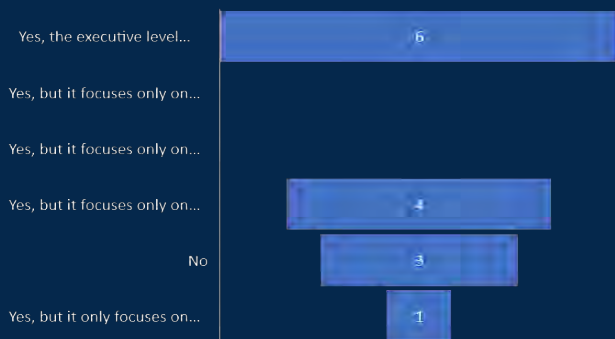 Yes, the executive level...
6
Yes, but it focuses only on...
Yes, but it focuses only on...
Yes, but it focuses only on...
4
No
3
Yes, but it only focuses on...
1